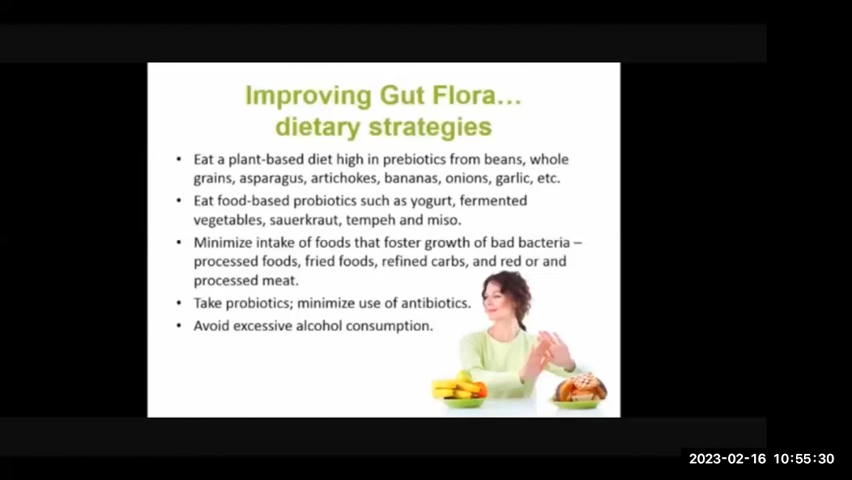 Improving Gut Flora...
dietary strategies
• Eat a plant-based diet high in prebiotics from beans, whole
grains, asparagus, artichokes, bananas, onions, garlic, etc.
• Eat food-based probiotics such as yogurt, fermented
vegetables, sauerkraut, tempeh and miso.
• Minimize intake of foods that foster growth of bad bacteria –
processed foods, fried foods, refined carbs, and red or and
processed meat.
• Take probiotics; minimize use of antibiotics.
• Avoid excessive alcohol consumption.
2023-02-16 10:55:30